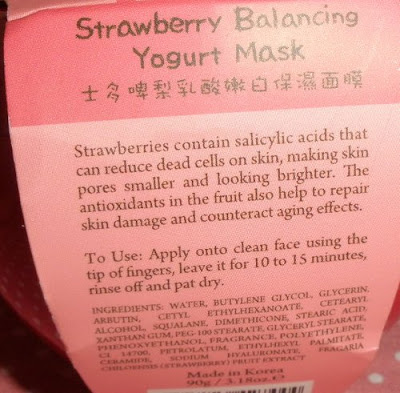 Strawberry Balancing
Yogurt Mask
士多啤梨乳酸嫩白保濕面膜
Strawberries contain salicylic acids that
can reduce dead cells on skin, making skin
pores smaller and looking brighter. The
antioxidants in the fruit also help to repair
skin damage and counteract aging effects.
To Use: Apply onto clean face using the
tip of fingers, leave it for 10 to 15 minutes,
rinse off and pat dry.
INGREDIENTS: WATER, BUTYLENE GLYCOL, GLYCERIN,
ARBUTIN, CETYL ETHYLHEXANOATE, CETEARYL
ALCOHOL, SQUALANE, DIMETHICONE, STEARIC ACID,
XANTHAN GUM, PEG-100 STEARATE, GLYCERYL STEARATE,
PHENOXYETHANOL, FRAGRANCE, POLYETHYLENE,
CI 14700, PETROLATUM, ETHYLHEXYL PALMITATE,
CERAMIDE, SODIUM HYALURONATE, FRAGARIA
CHILOENSIS (STRAWBERRY) FRUIT EXTRACT
Made in Korea
90g / 3.18oz.℮